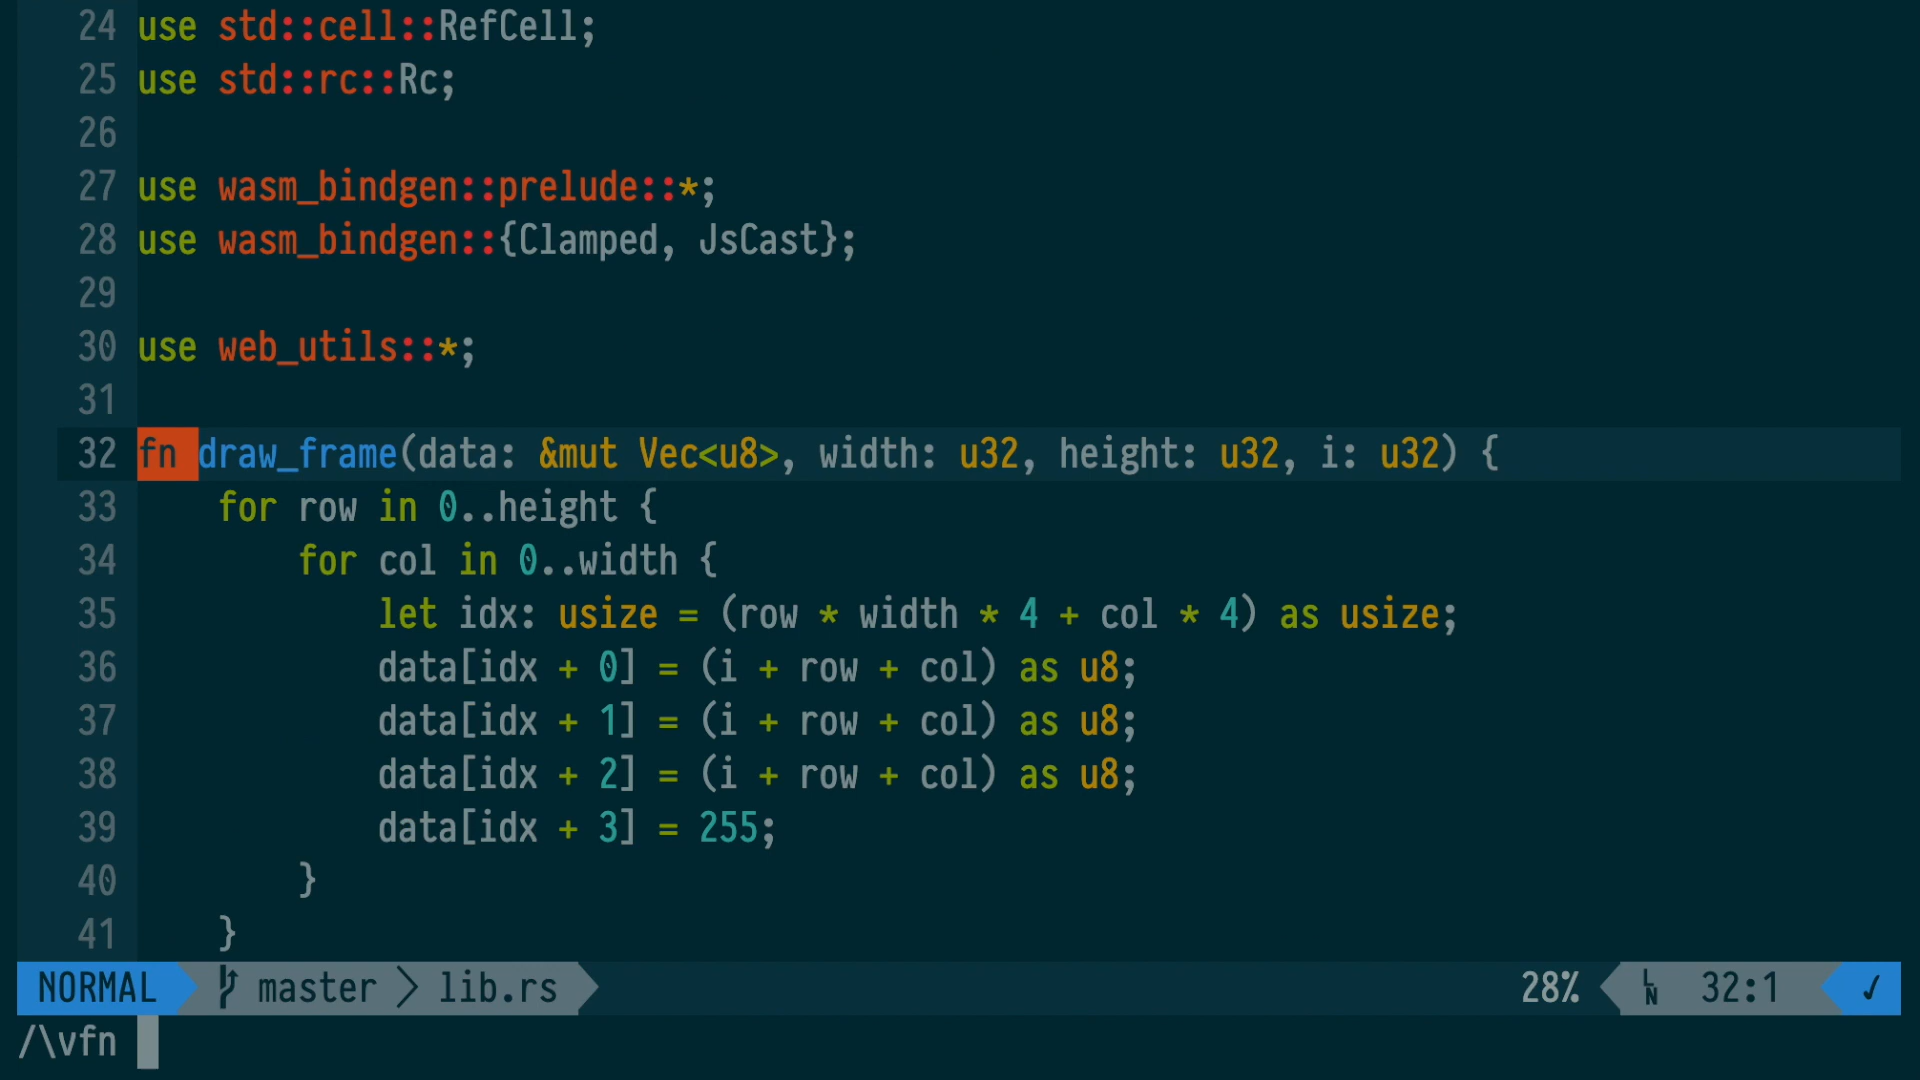 24 use std::cell::RefCell;
25 use std::rc::Rc;
26
27 use wasm_bindgen::prelude::*;
28 use wasm_bindgen::{Clamped, JsCast};
29
30 use web_utils::*;
31
32 fn draw_frame(data: &mut Vec<u8>, width: u32, height: u32, i: u32) {
33     for row in 0..height {
34         for col in 0..width {
35             let idx: usize = (row * width * 4 + col * 4) as usize;
36             data[idx + 0] = (i + row + col) as u8;
37             data[idx + 1] = (i + row + col) as u8;
38             data[idx + 2] = (i + row + col) as u8;
39             data[idx + 3] = 255;
40         }
41     }
NORMAL master lib.rs 28% LN 32:1 ✓
/\vfn